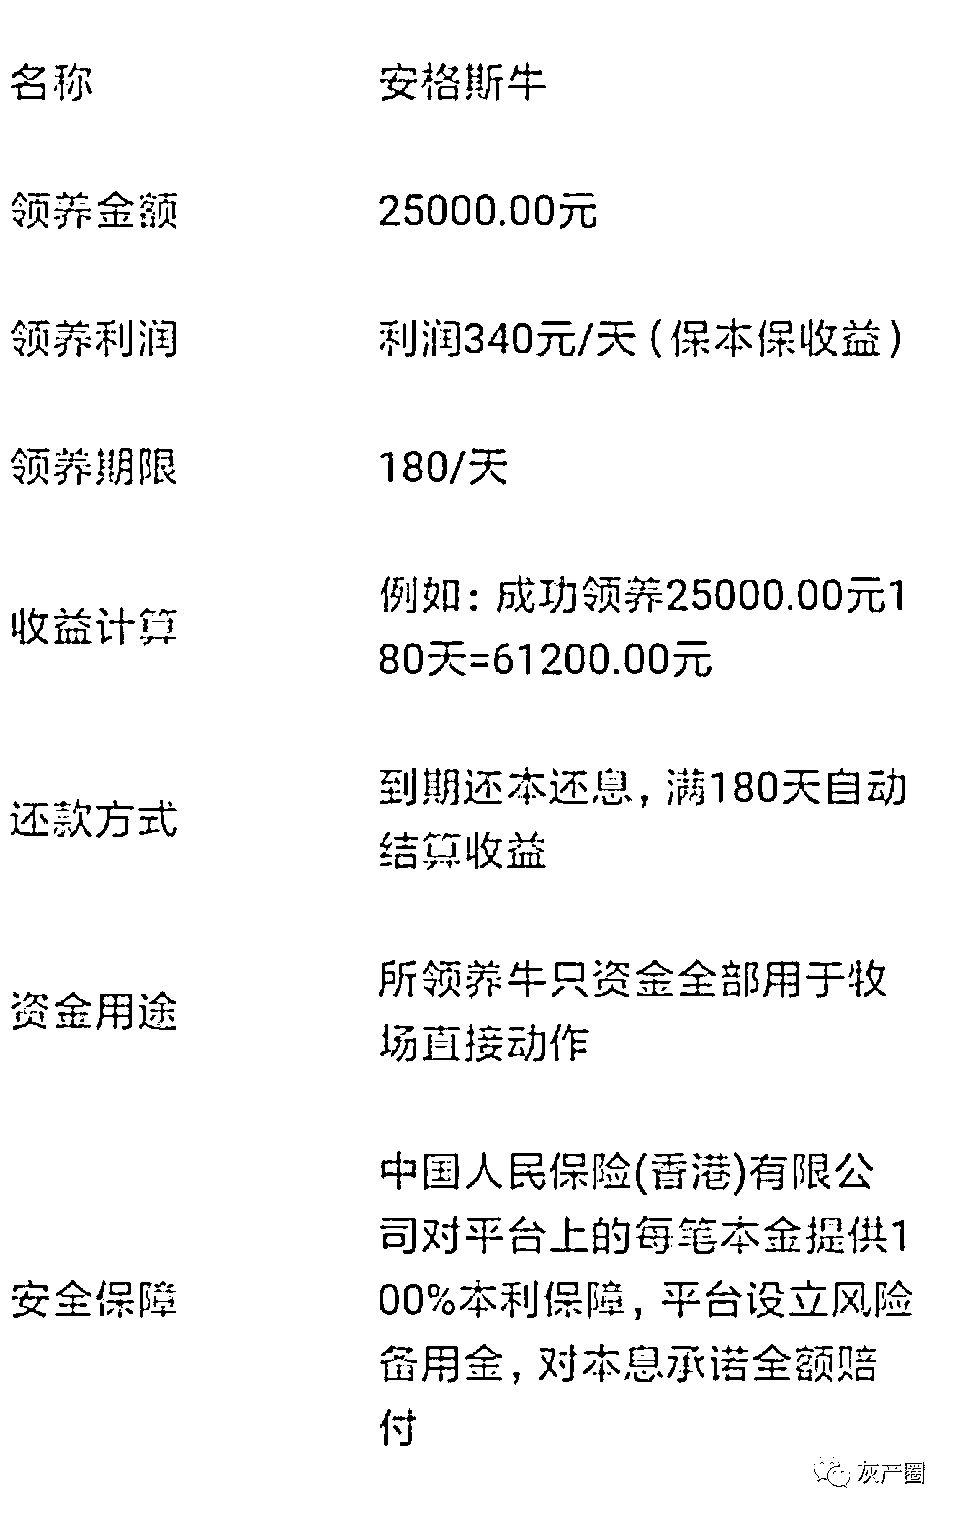 名称
安格斯牛
领养金额
25000.00元
领养利润
利润340元/天(保本保收益)
领养期限
180/天
收益计算
例如：成功领养25000.00元1
80天=61200.00元
还款方式
到期还本还息，满180天自动
结算收益
资金用途
所领养牛只资金全部用于牧
场直接动作
安全保障
中国人民保险(香港)有限公
司对平台上的每笔本金提供1
00%本利保障，平台设立风险
备用金，对本息承诺全额赔
付
灰产圈